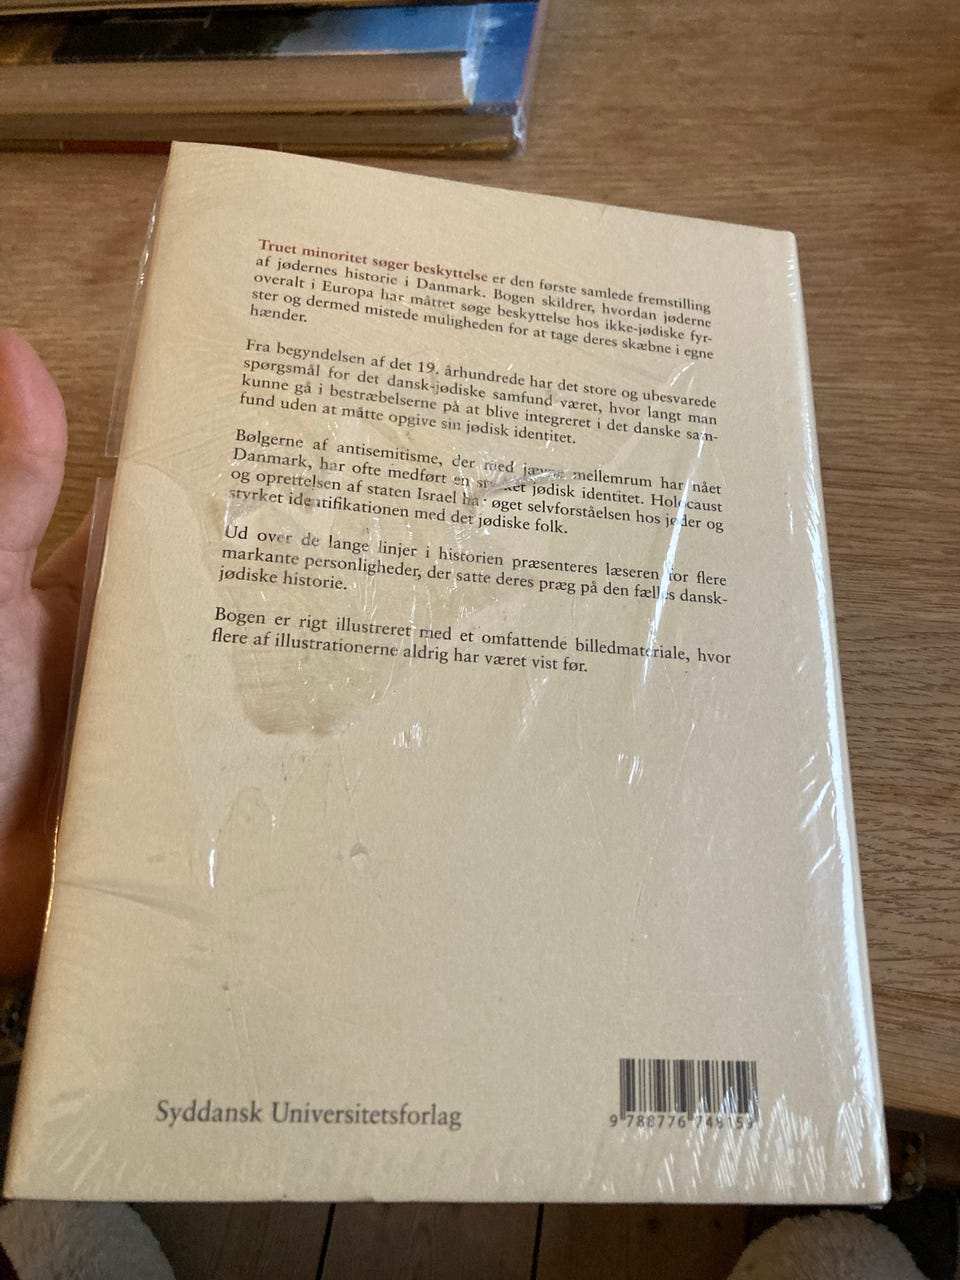 Truet minoritet søger beskyttelse er den første samlede fremstilling
af jødernes historie i Danmark. Bogen skildrer, hvordan jøderne
overalt i Europa har måttet søge beskyttelse hos ikke-jødiske fyr-
ster og dermed mistede muligheden for at tage deres skæbne i egne
hænder.
Fra begyndelsen af det 19. århundrede har det store og ubesvarede
spørgsmål for det dansk-jødiske samfund været, hvor langt man
kunne gå i bestræbelserne på at blive integreret i det danske sam-
fund uden at måtte opgive sin jødisk identitet.
Bølgerne af antisemitisme, der med jævne mellemrum har nået
Danmark, har ofte medført en styrket jødisk identitet. Holocaust
og oprettelsen af staten Israel har øget selvforståelsen hos jøder og
styrket identifikationen med det jødiske folk.
Ud over de lange linjer i historien præsenteres læseren for flere
markante personligheder, der satte deres præg på den fælles dansk-
jødiske historie.
Bogen er rigt illustreret med et omfattende billedmateriale, hvor
flere af illustrationerne aldrig har været vist før.
Syddansk Universitetsforlag
9 788776 748159